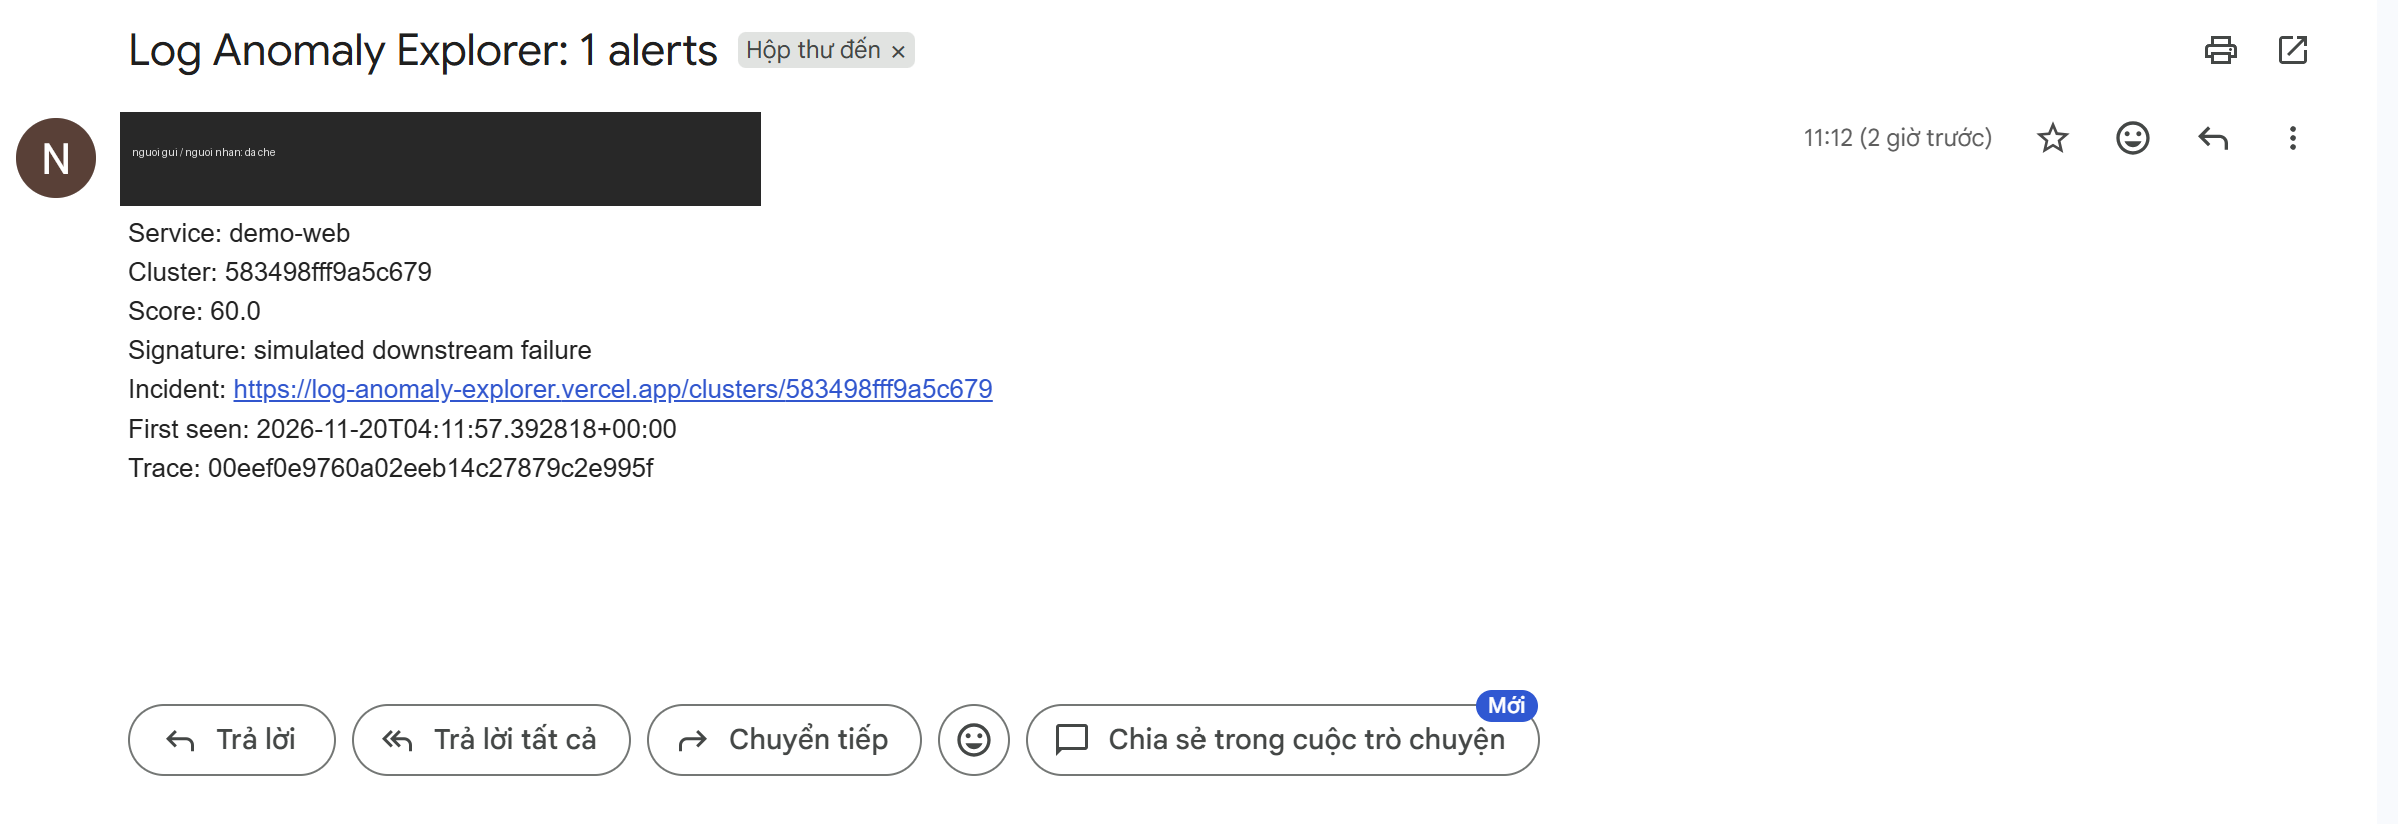 Log Anomaly Explorer: 1 alerts Hộp thư đến ×
N
nguoi gui / nguoi nhan: da che
11:12 (2 giờ trước)
Service: demo-web
Cluster: 583498fff9a5c679
Score: 60.0
Signature: simulated downstream failure
Incident: https://log-anomaly-explorer.vercel.app/clusters/583498fff9a5c679
First seen: 2026-11-20T04:11:57.392818+00:00
Trace: 00eef0e9760a02eeb14c27879c2e995f
Mới
Trả lời Trả lời tất cả Chuyển tiếp Chia sẻ trong cuộc trò chuyện